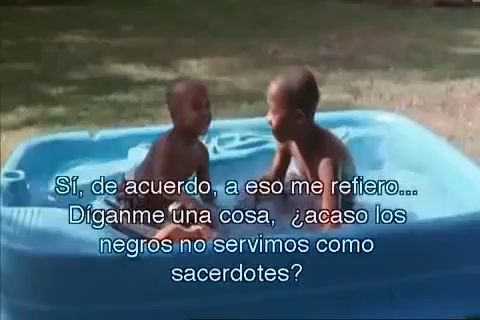 Sí, de acuerdo, a eso me refiero...
Díganme una cosa,  ¿acaso los
negros no servimos como
sacerdotes?